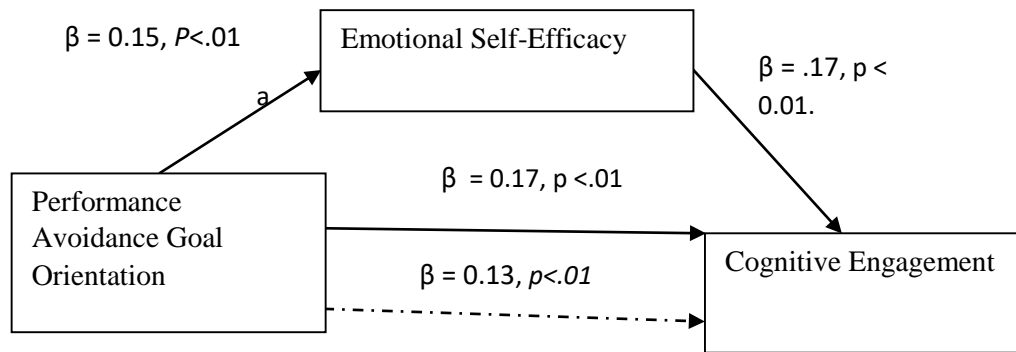 β = 0.15, P<.01
Emotional Self-Efficacy
β = .17, p <
0.01.
a
β = 0.17, p <.01
Performance
Avoidance Goal
Orientation
Cognitive Engagement
β = 0.13, p<.01